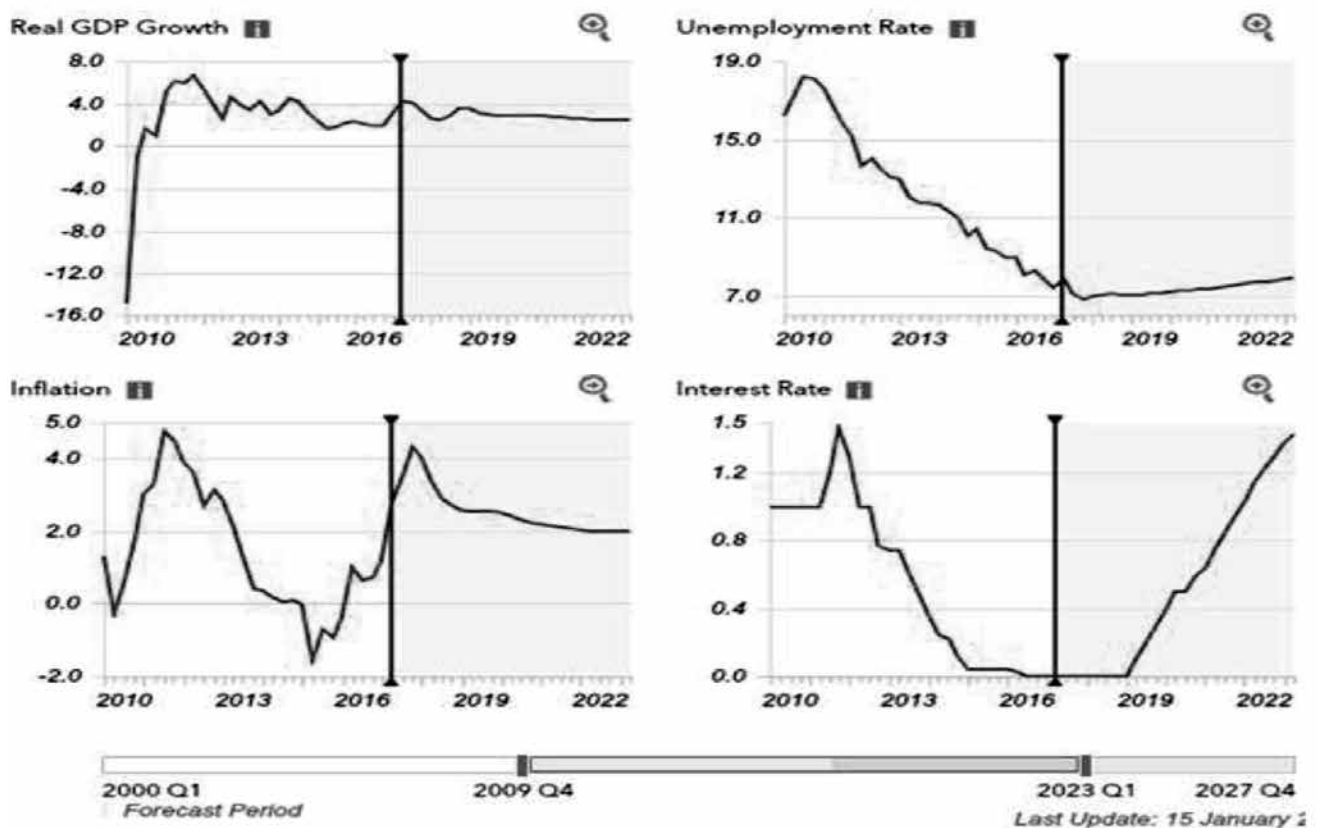 Real GDP Growth i
8.0
4.0
0
-4.0
-8.0
-12.0
-16.0
2010 2013 2016 2019 2022
Unemployment Rate i
19.0
15.0
11.0
7.0
2010 2013 2016 2019 2022
Inflation i
5.0
4.0
2.0
0.0
-2.0
2010 2013 2016 2019 2022
Interest Rate i
1.5
1.2
0.8
0.4
0.0
2010 2013 2016 2019 2022
2000 Q1 2009 Q4 2023 Q1 2027 Q4
Forecast Period
Last Update: 15 January